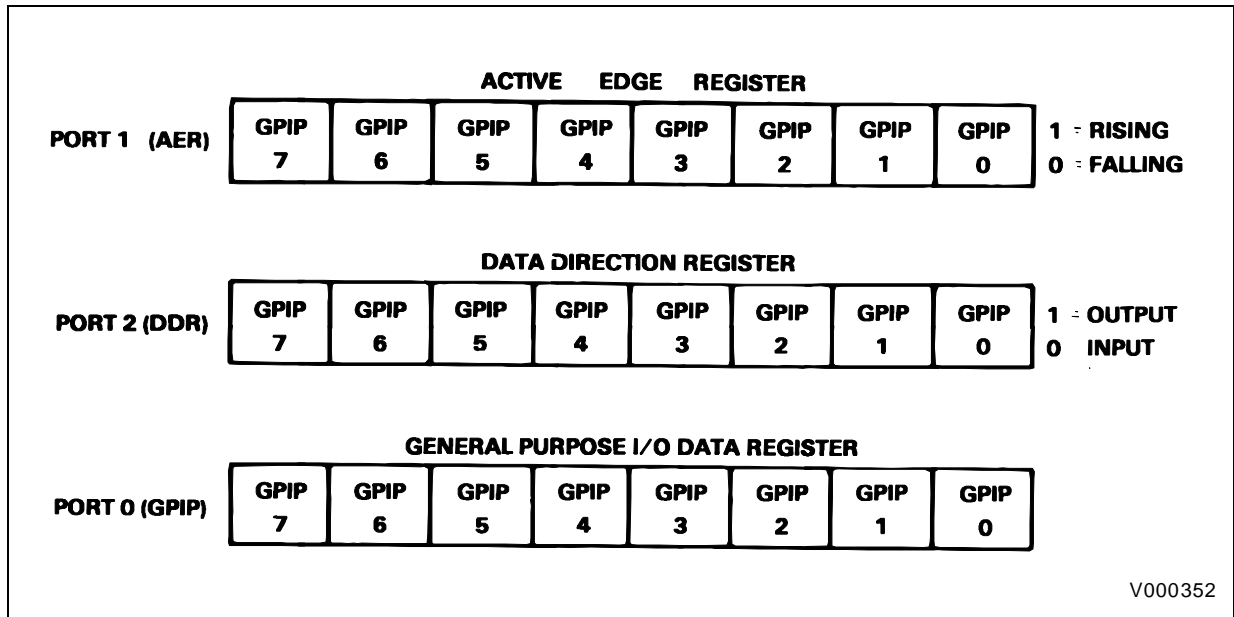 ACTIVE EDGE REGISTER
PORT 1 (AER) GPIP 7 GPIP 6 GPIP 5 GPIP 4 GPIP 3 GPIP 2 GPIP 1 GPIP 0 1 = RISING
0 = FALLING
DATA DIRECTION REGISTER
PORT 2 (DDR) GPIP 7 GPIP 6 GPIP 5 GPIP 4 GPIP 3 GPIP 2 GPIP 1 GPIP 0 1 = OUTPUT
0 INPUT
GENERAL PURPOSE I/O DATA REGISTER
PORT 0 (GPIP) GPIP 7 GPIP 6 GPIP 5 GPIP 4 GPIP 3 GPIP 2 GPIP 1 GPIP 0
V000352